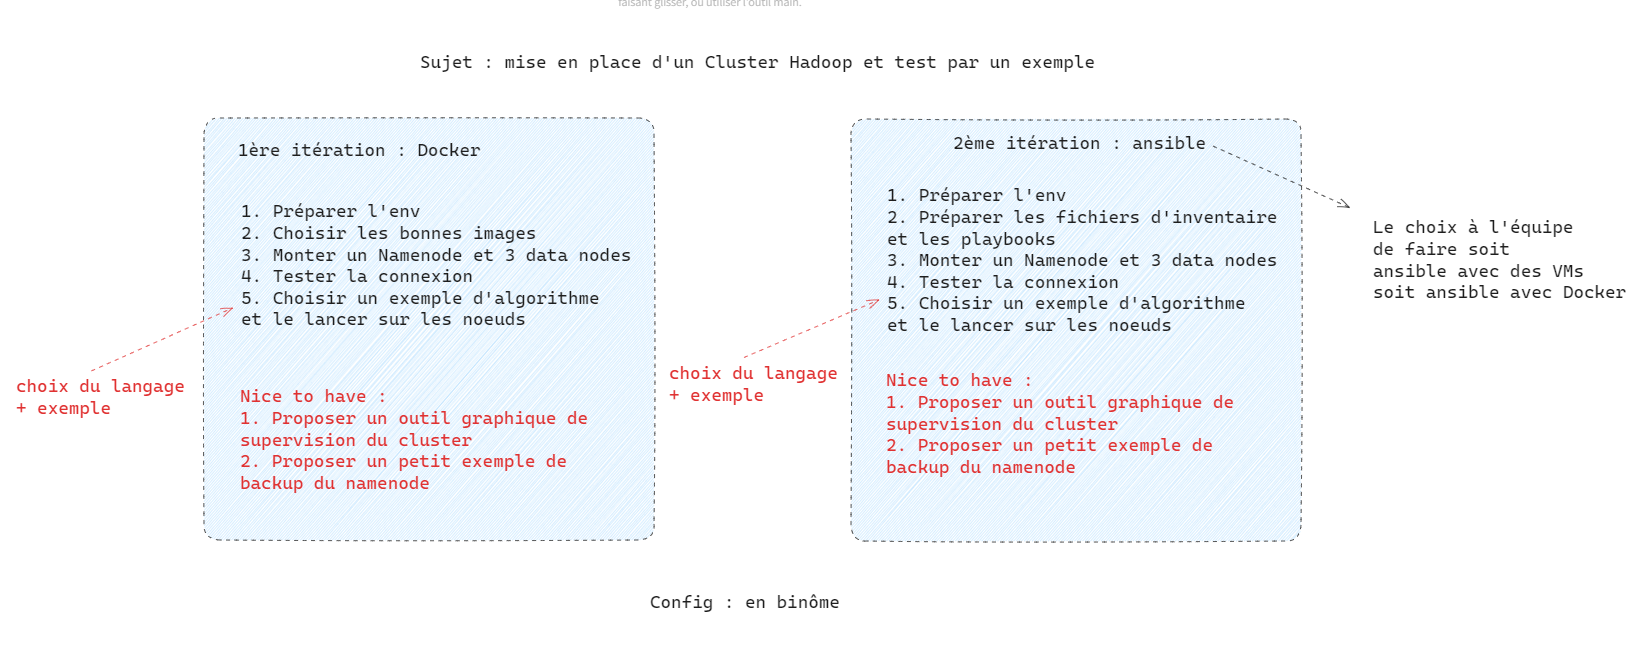 faisant glisser, ou utiliser l'outil main.
Sujet : mise en place d'un Cluster Hadoop et test par un exemple
1ère itération : Docker
1. Préparer l'env
2. Choisir les bonnes images
3. Monter un Namenode et 3 data nodes
4. Tester la connexion
5. Choisir un exemple d'algorithme
et le lancer sur les noeuds
choix du langage
+ exemple
Nice to have :
1. Proposer un outil graphique de
supervision du cluster
2. Proposer un petit exemple de
backup du namenode
2ème itération : ansible
1. Préparer l'env
2. Préparer les fichiers d'inventaire
et les playbooks
3. Monter un Namenode et 3 data nodes
4. Tester la connexion
5. Choisir un exemple d'algorithme
et le lancer sur les noeuds
choix du langage
+ exemple
Nice to have :
1. Proposer un outil graphique de
supervision du cluster
2. Proposer un petit exemple de
backup du namenode
Le choix à l'équipe
de faire soit
ansible avec des VMs
soit ansible avec Docker
Config : en binôme